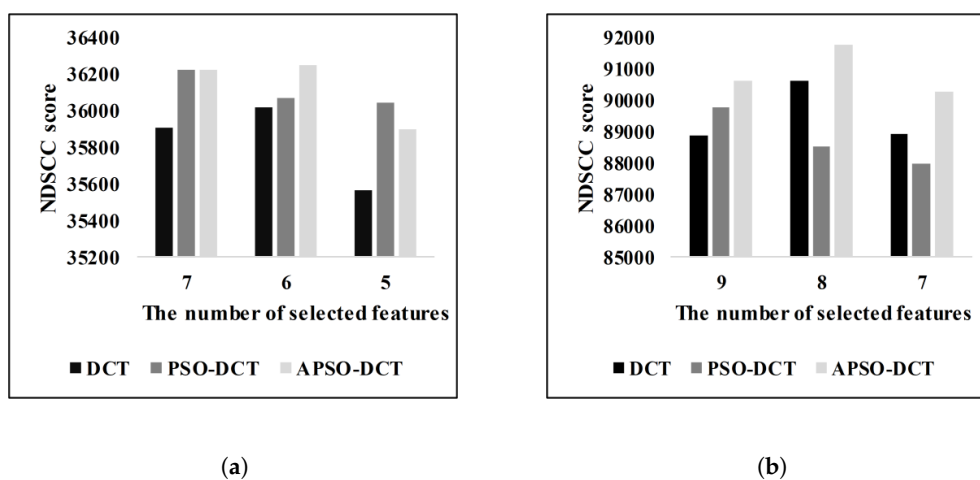 36400
36200
36000
35800
35600
35400
35200
NDSCC score
7 6 5
The number of selected features
DCT PSO-DCT APSO-DCT
(a)
92000
91000
90000
89000
88000
87000
86000
85000
NDSCC score
9 8 7
The number of selected features
DCT PSO-DCT APSO-DCT
(b)